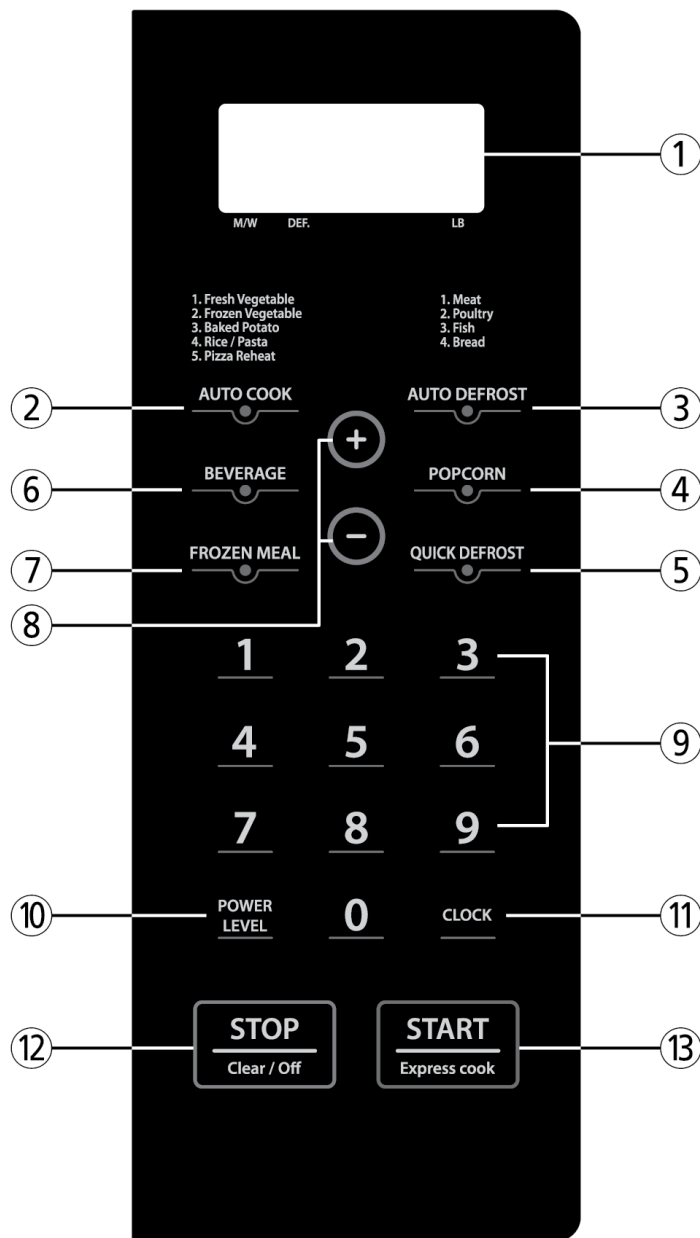 ①
M/W DEF. LB
1. Fresh Vegetable
2. Frozen Vegetable
3. Baked Potato
4. Rice / Pasta
5. Pizza Reheat
1. Meat
2. Poultry
3. Fish
4. Bread
② AUTO COOK
AUTO DEFROST ③
+
⑥ BEVERAGE
POPCORN ④
−
⑦ FROZEN MEAL
QUICK DEFROST ⑤
⑧
1 2 3
4 5 6 ⑨
7 8 9
⑩ POWER
LEVEL
0
CLOCK ⑪
⑫ STOP
Clear / Off
START ⑬
Express cook